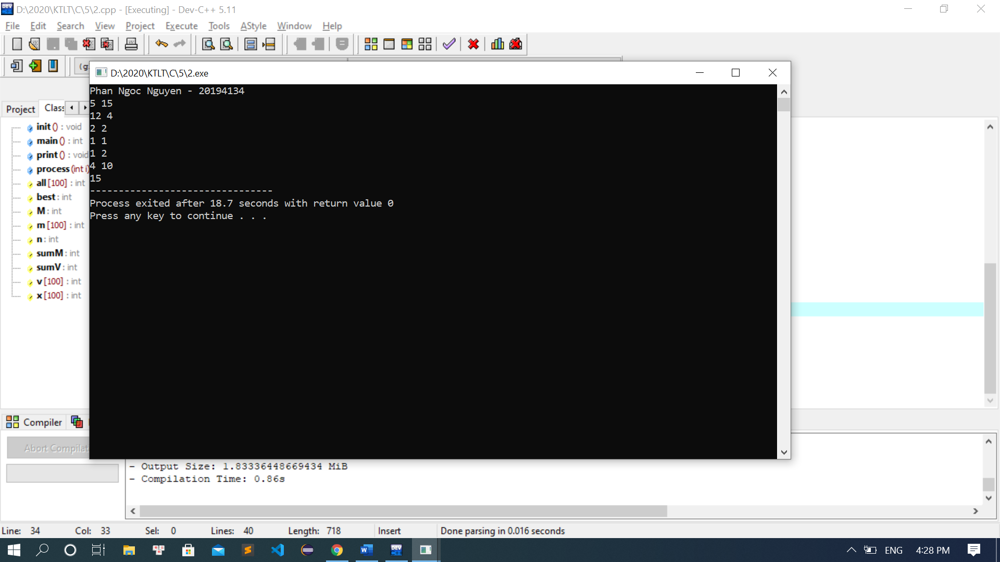 D:\2020\KTLT\C\5\2.cpp - [Executing] - Dev-C++ 5.11
File Edit Search View Project Execute Tools AStyle Window Help
(g
D:\2020\KTLT\C\5\2.exe
Phan Ngoc Nguyen - 20194134
5 15
12 4
2 2
1 1
1 2
4 10
15
--------------------------------
Process exited after 18.7 seconds with return value 0
Press any key to continue . . .
Project Class
init () : void
main () : int
print () : void
process (int i)
all [100] : int
best : int
M : int
m [100] : int
n : int
sumM : int
sumV : int
v [100] : int
x [100] : int
Compiler
Abort Compilat
- Output Size: 1.83336448669434 MiB
- Compilation Time: 0.86s
Line: 34 Col: 33 Sel: 0 Lines: 40 Length: 718 Insert Done parsing in 0.016 seconds
DEV ENG 4:28 PM